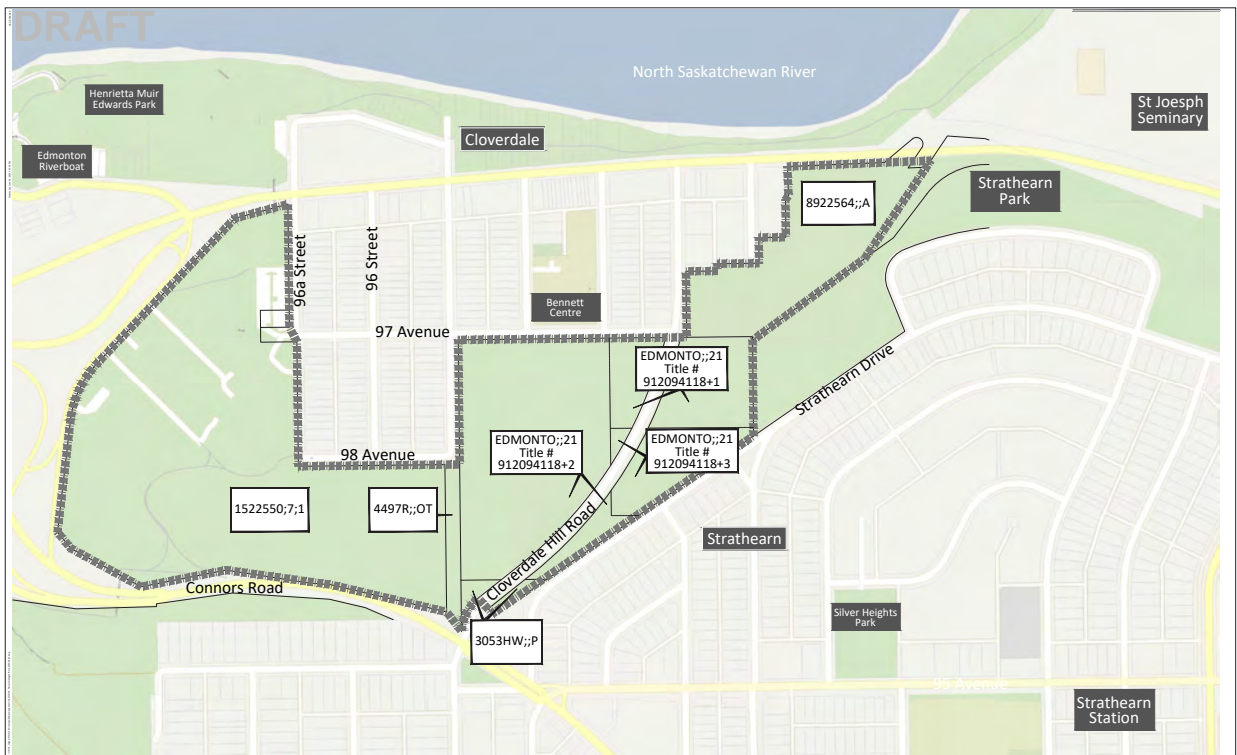 DRAFT
North Saskatchewan River
Henrietta Muir
Edwards Park
St Joesph
Seminary
Cloverdale
Edmonton
Riverboat
Strathearn
Park
8922564;;A
96a Street
96 Street
Bennett
Centre
97 Avenue
EDMONTO;;21
Title #
912094118+1
Strathearn Drive
EDMONTO;;21
Title #
912094118+2
EDMONTO;;21
Title #
912094118+3
98 Avenue
1522550;7;1
4497R;;OT
Cloverdale Hill Road
Strathearn
Connors Road
Silver Heights
Park
3053HW;;P
95 Avenue
Strathearn
Station